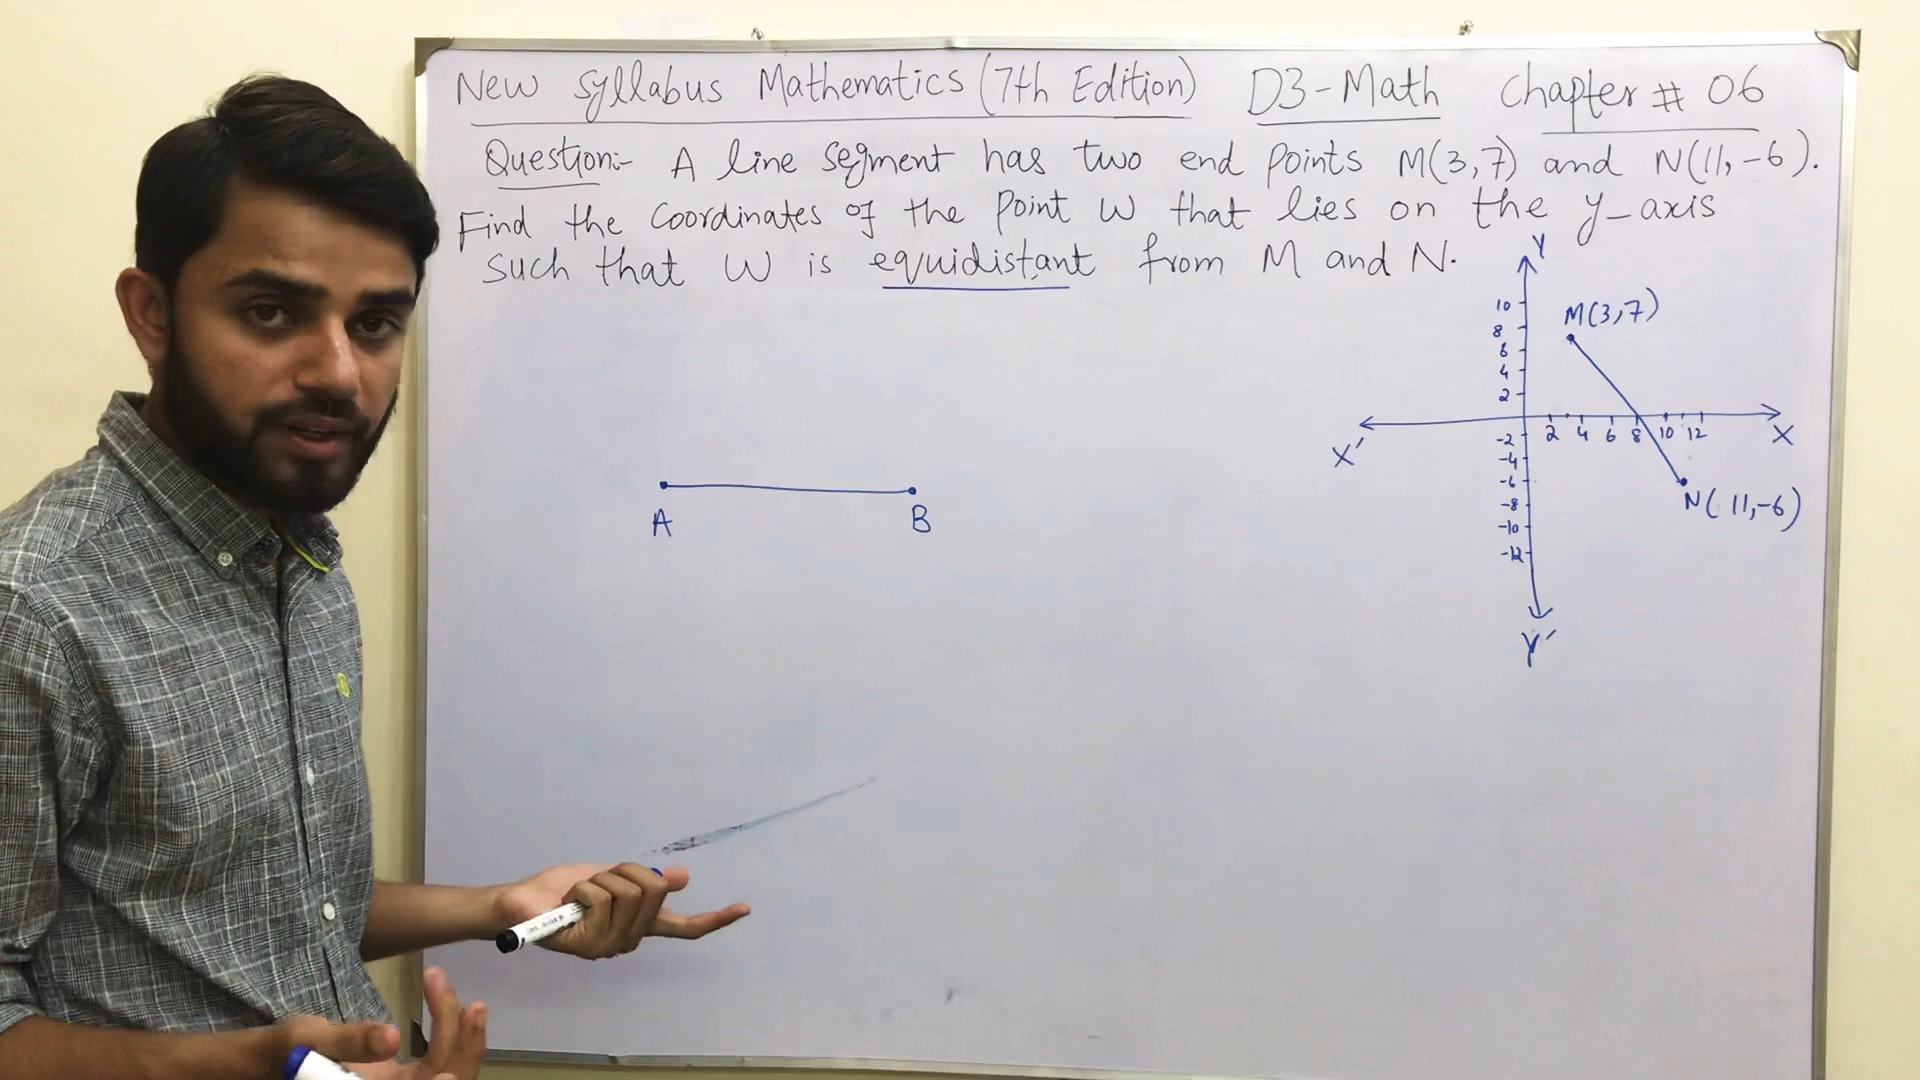 New Syllabus Mathematics (7th Edition) D3-Math Chapter # 06
Question:- A line segment has two end points M(3,7) and N(11,-6).
Find the coordinates of the point W that lies on the y-axis
such that W is equidistant from M and N.
Y
10
M(3,7)
8
6
4
2
X'
-2
2 4 6 8 10 12
X
-4
-6
-8
N(11,-6)
-10
-12
Y'
A B